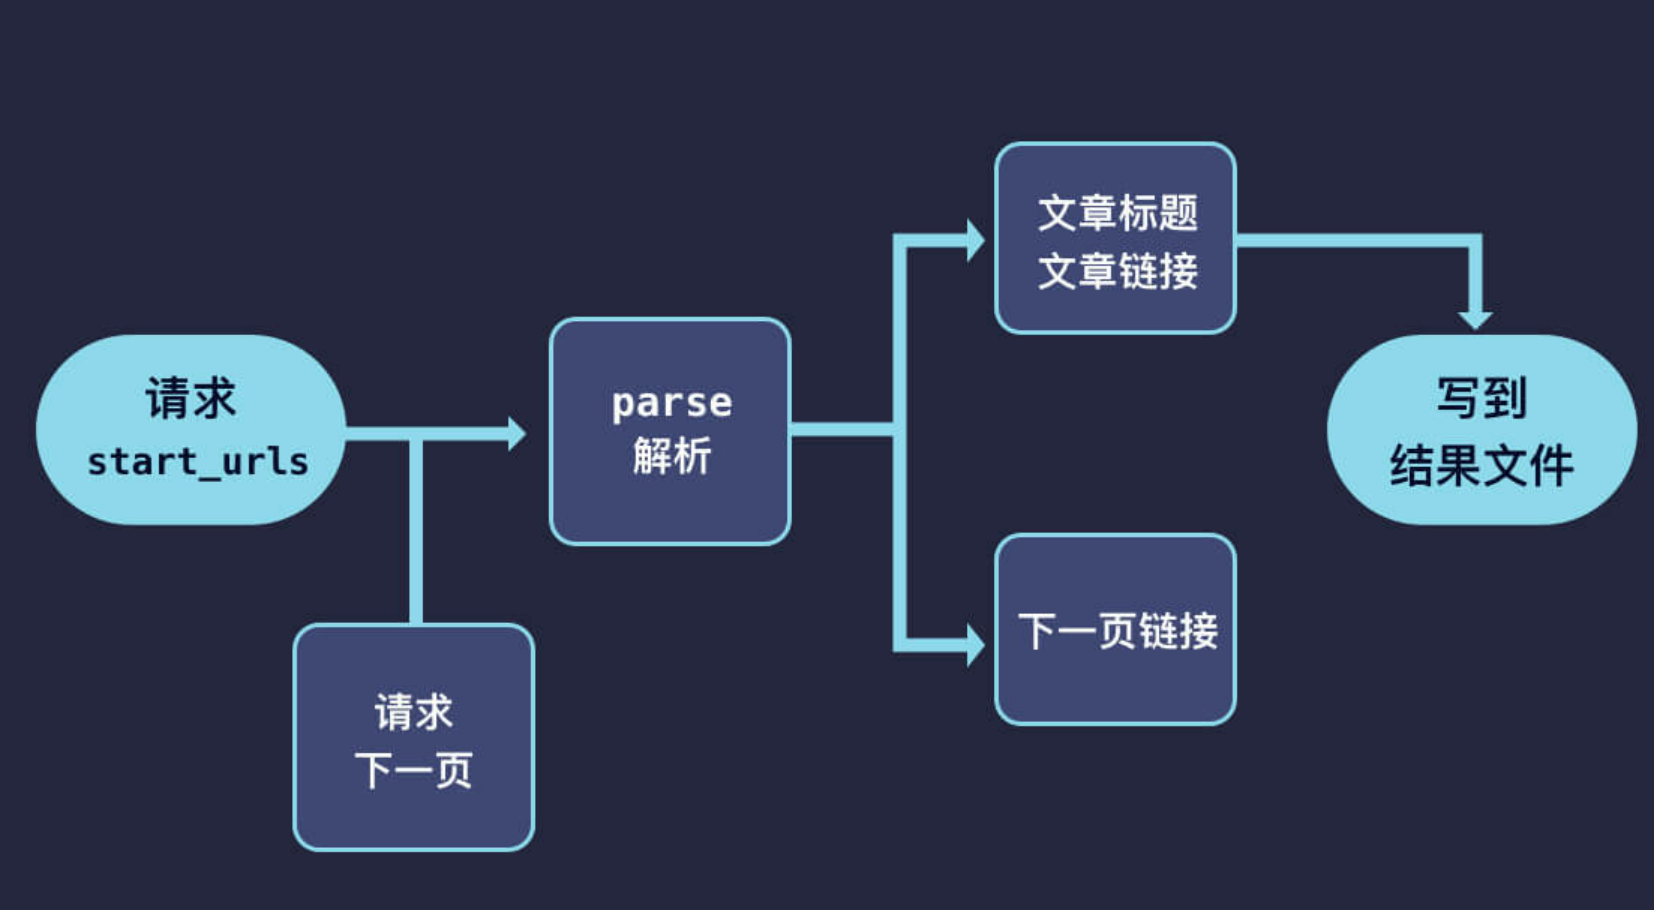 请求
start_urls
parse
解析
文章标题
文章链接
写到
结果文件
下一页链接
请求
下一页